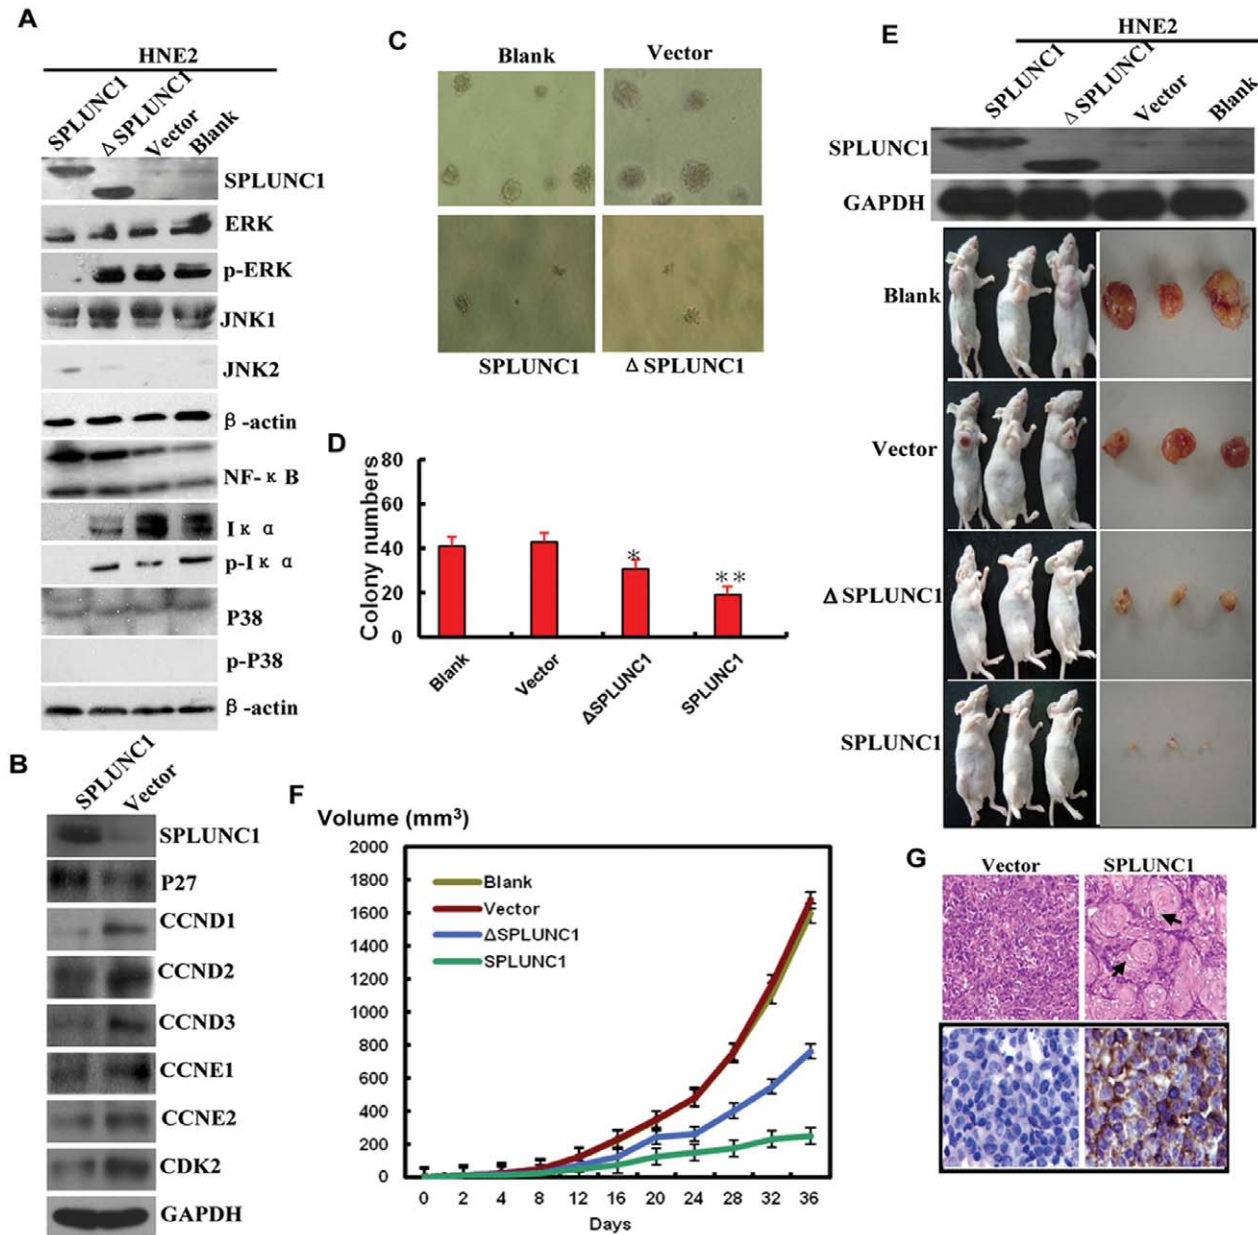 A
HNE2
SPLUNC1
Δ SPLUNC1
Vector
Blank
SPLUNC1
ERK
p-ERK
JNK1
JNK2
β-actin
NF-κB
Iκα
p-Iκα
P38
p-P38
β-actin
B
SPLUNC1
Vector
SPLUNC1
P27
CCND1
CCND2
CCND3
CCNE1
CCNE2
CDK2
GAPDH
C
Blank
Vector
SPLUNC1
Δ SPLUNC1
D
Colony numbers
80
60
40
20
0
*
**
Blank
Vector
ΔSPLUNC1
SPLUNC1
E
HNE2
SPLUNC1
Δ SPLUNC1
Vector
Blank
SPLUNC1
GAPDH
Blank
Vector
Δ SPLUNC1
SPLUNC1
F
Volume (mm³)
2000
1800
1600
1400
1200
1000
800
600
400
200
0
Blank
Vector
ΔSPLUNC1
SPLUNC1
0 2 4 8 12 16 20 24 28 32 36
Days
G
Vector
SPLUNC1